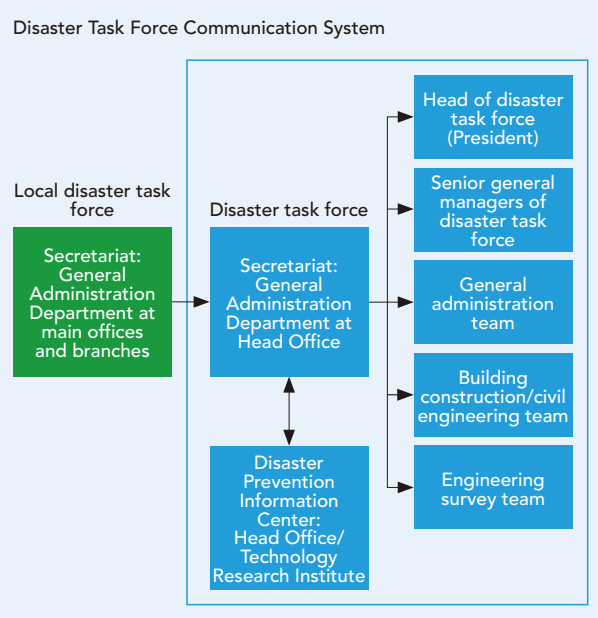 Disaster Task Force Communication System
Local disaster task
force
Secretariat:
General
Administration
Department at
main offices
and branches
Disaster task force
Secretariat:
General
Administration
Department at
Head Office
Disaster
Prevention
Information
Center:
Head Office/
Technology
Research Institute
Head of disaster
task force
(President)
Senior general
managers of
disaster task
force
General
administration
team
Building
construction/civil
engineering team
Engineering
survey team